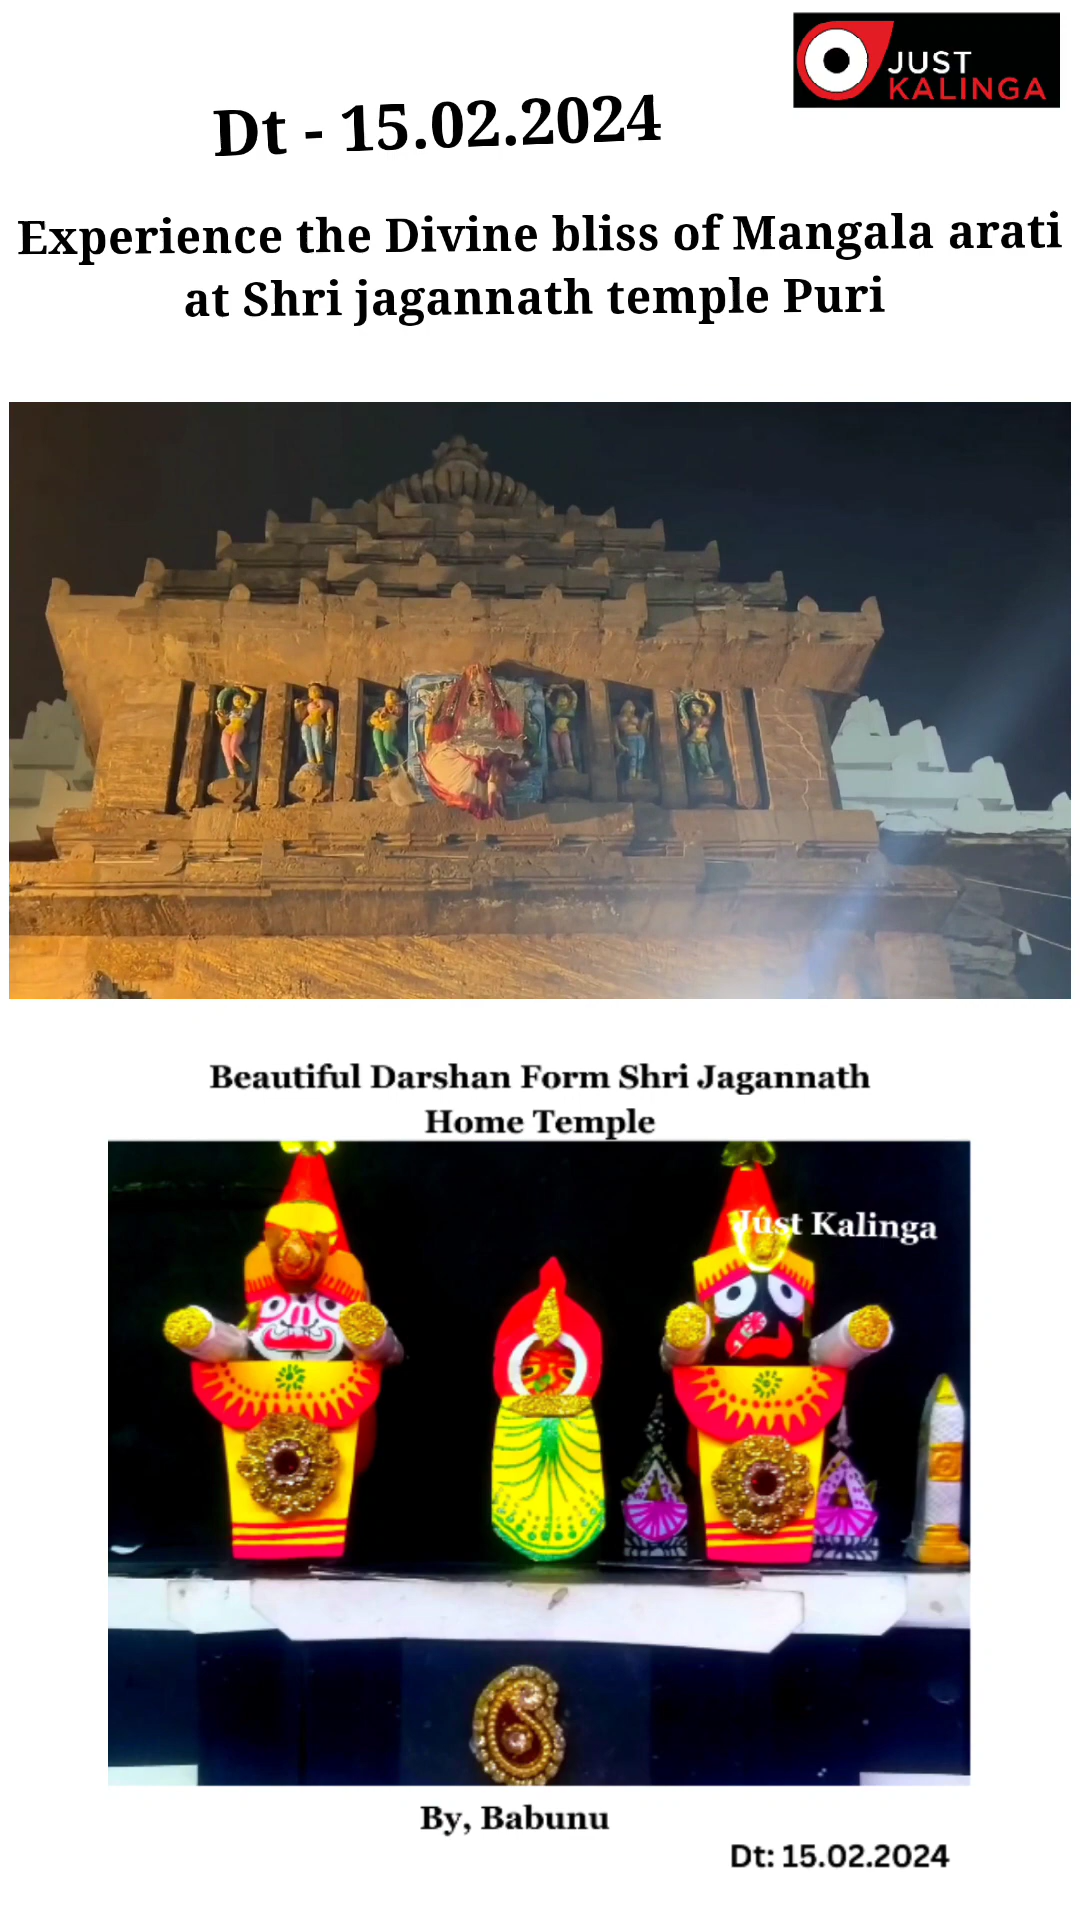 JUST
KALINGA
Dt - 15.02.2024
Experience the Divine bliss of Mangala arati
at Shri jagannath temple Puri
Beautiful Darshan Form Shri Jagannath
Home Temple
Just Kalinga
By, Babunu
Dt: 15.02.2024